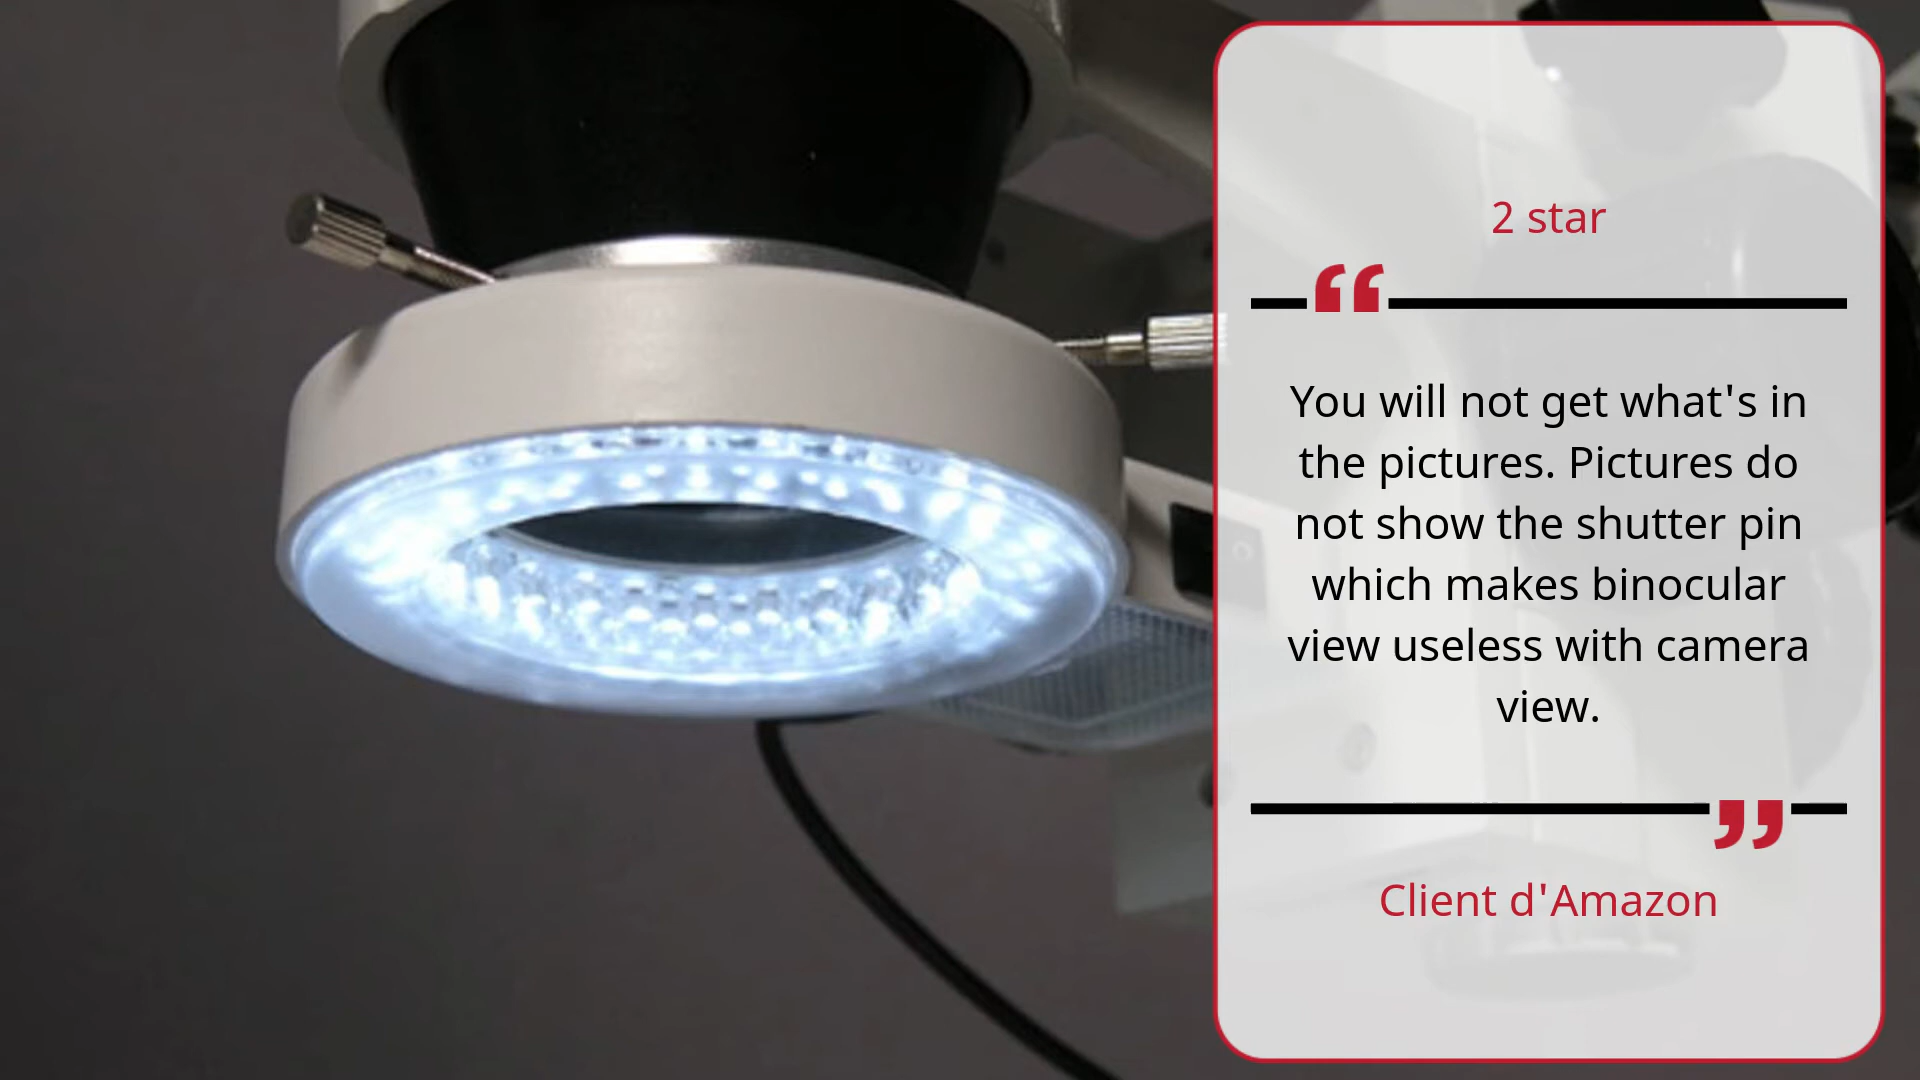 2 star
“
You will not get what's in
the pictures. Pictures do
not show the shutter pin
which makes binocular
view useless with camera
view.
”
Client d'Amazon